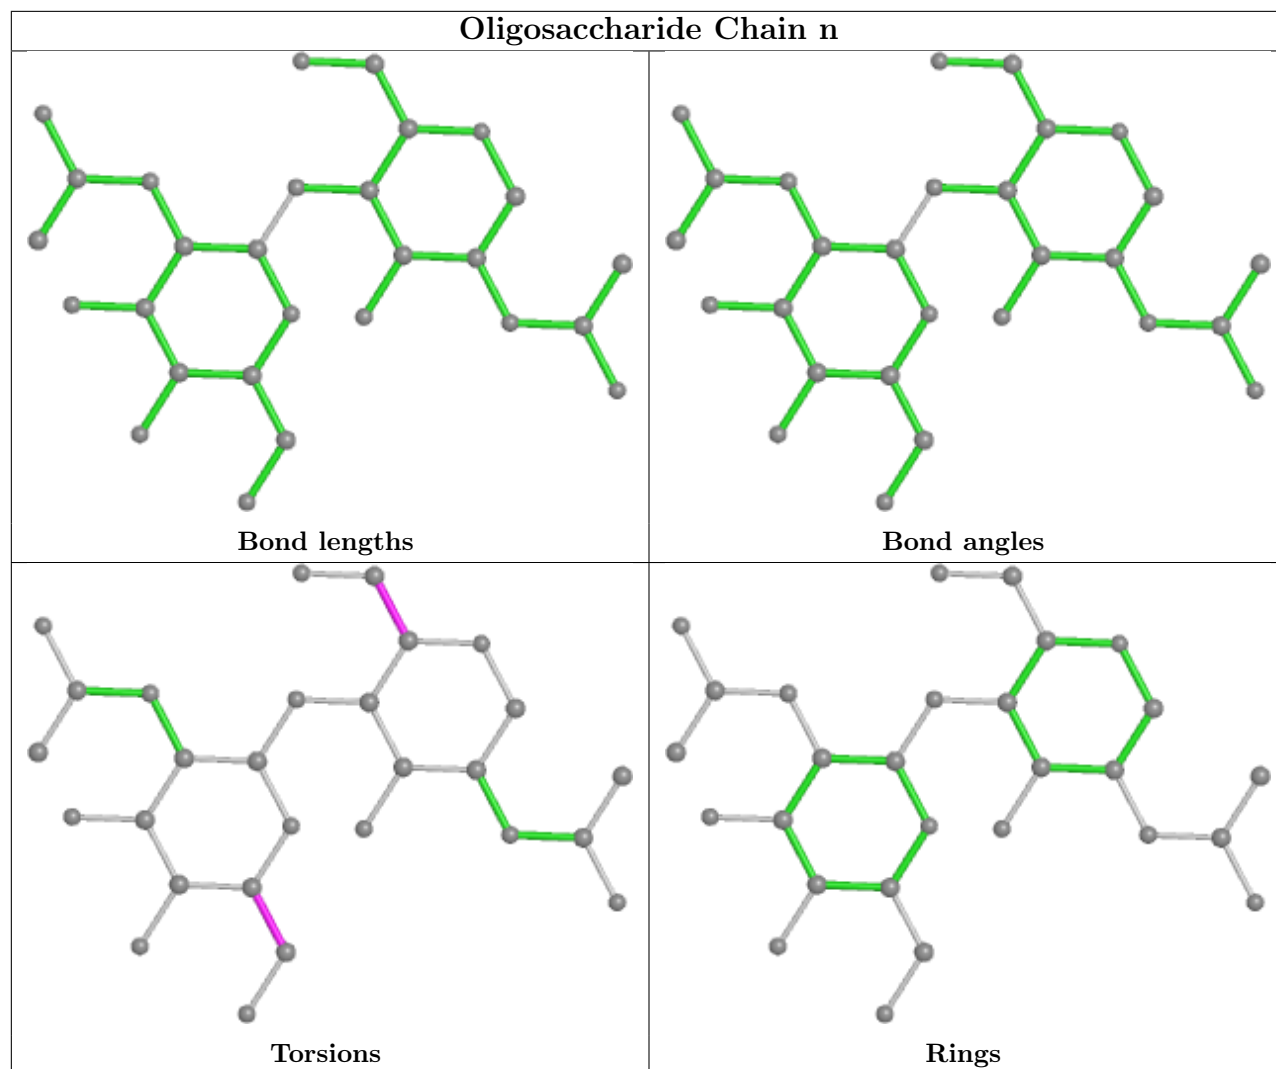 Oligosaccharide Chain n
Bond lengths
Bond angles
Torsions
Rings